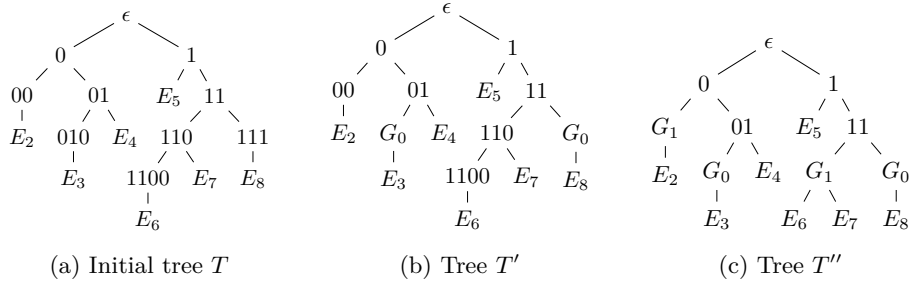 ϵ
0 1
00 01 E₅ 11
E₂ 010 E₄ 110 111
E₃ 1100 E₇ E₈
E₆
(a) Initial tree T
ϵ
0 1
00 01 E₅ 11
E₂ G₀ E₄ 110 G₀
E₃ 1100 E₇ E₈
E₆
(b) Tree T′
ϵ
0 1
G₁ 01 E₅ 11
E₂ G₀ E₄ G₁ G₀
E₃ E₆ E₇ E₈
(c) Tree T″